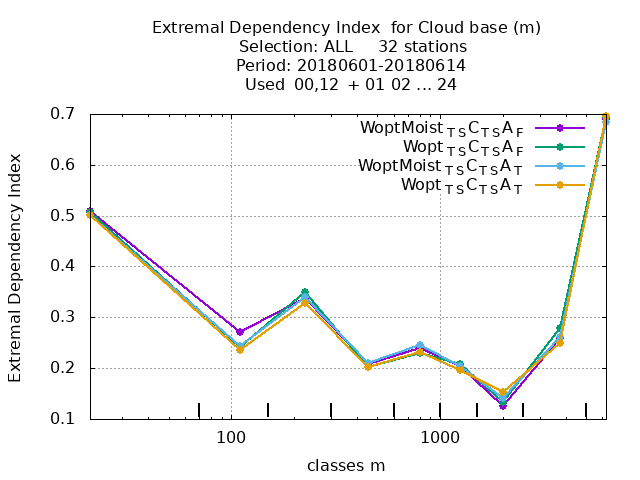 Extremal Dependency Index  for Cloud base (m)
Selection: ALL     32 stations
Period: 20180601-20180614
Used  00,12  + 01 02 ... 24
WoptMoist TS C TS A F
Wopt TS C TS A F
WoptMoist TS C TS A T
Wopt TS C TS A T
Extremal Dependency Index
0.7
0.6
0.5
0.4
0.3
0.2
0.1
100 1000
classes m